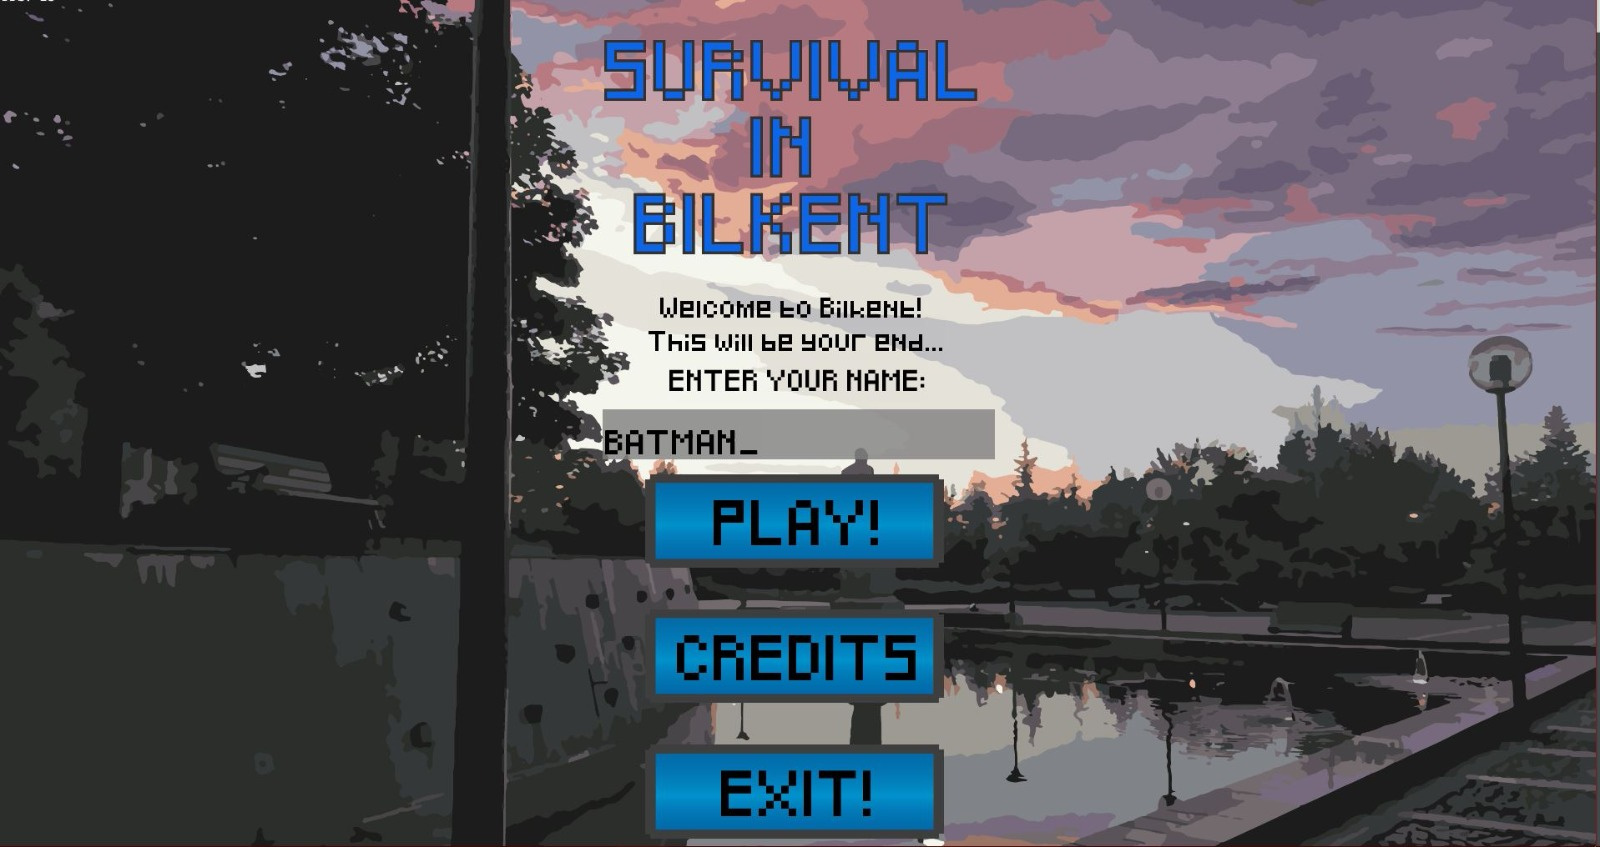 SURVIVAL
IN
BILKENT
Welcome to Bilkent!
This will be your end...
ENTER YOUR NAME:
BATMAN_
PLAY!
CREDITS
EXIT!